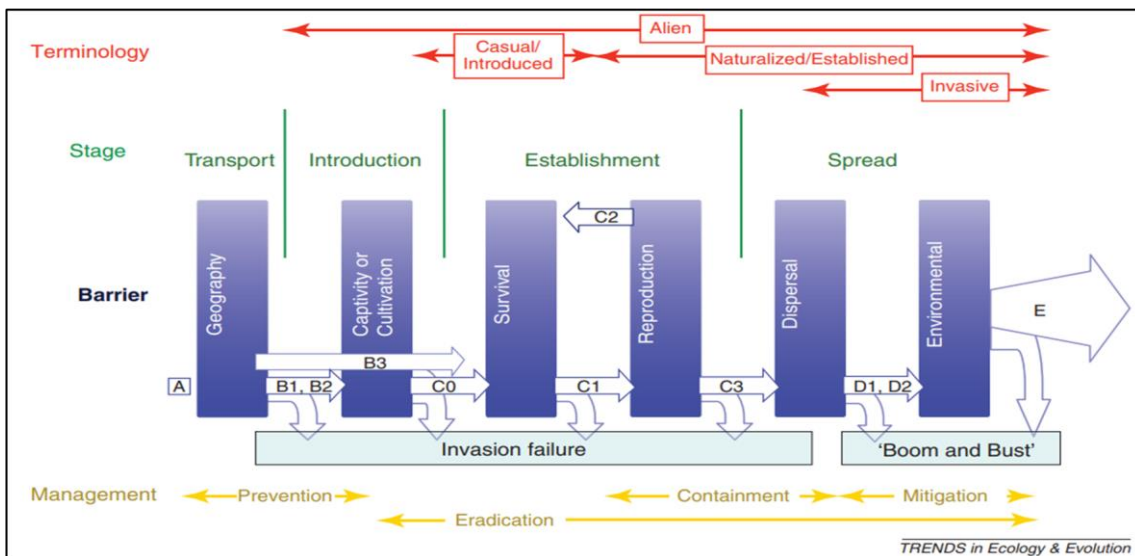 Terminology
Alien
Casual/
Introduced
Naturalized/Established
Invasive
Stage
Transport
Introduction
Establishment
Spread
Barrier
Geography
Captivity or
Cultivation
Survival
Reproduction
Dispersal
Environmental
C2
E
B3
A
B1, B2
C0
C1
C3
D1, D2
Invasion failure
'Boom and Bust'
Management
Prevention
Containment
Mitigation
Eradication
TRENDS in Ecology & Evolution